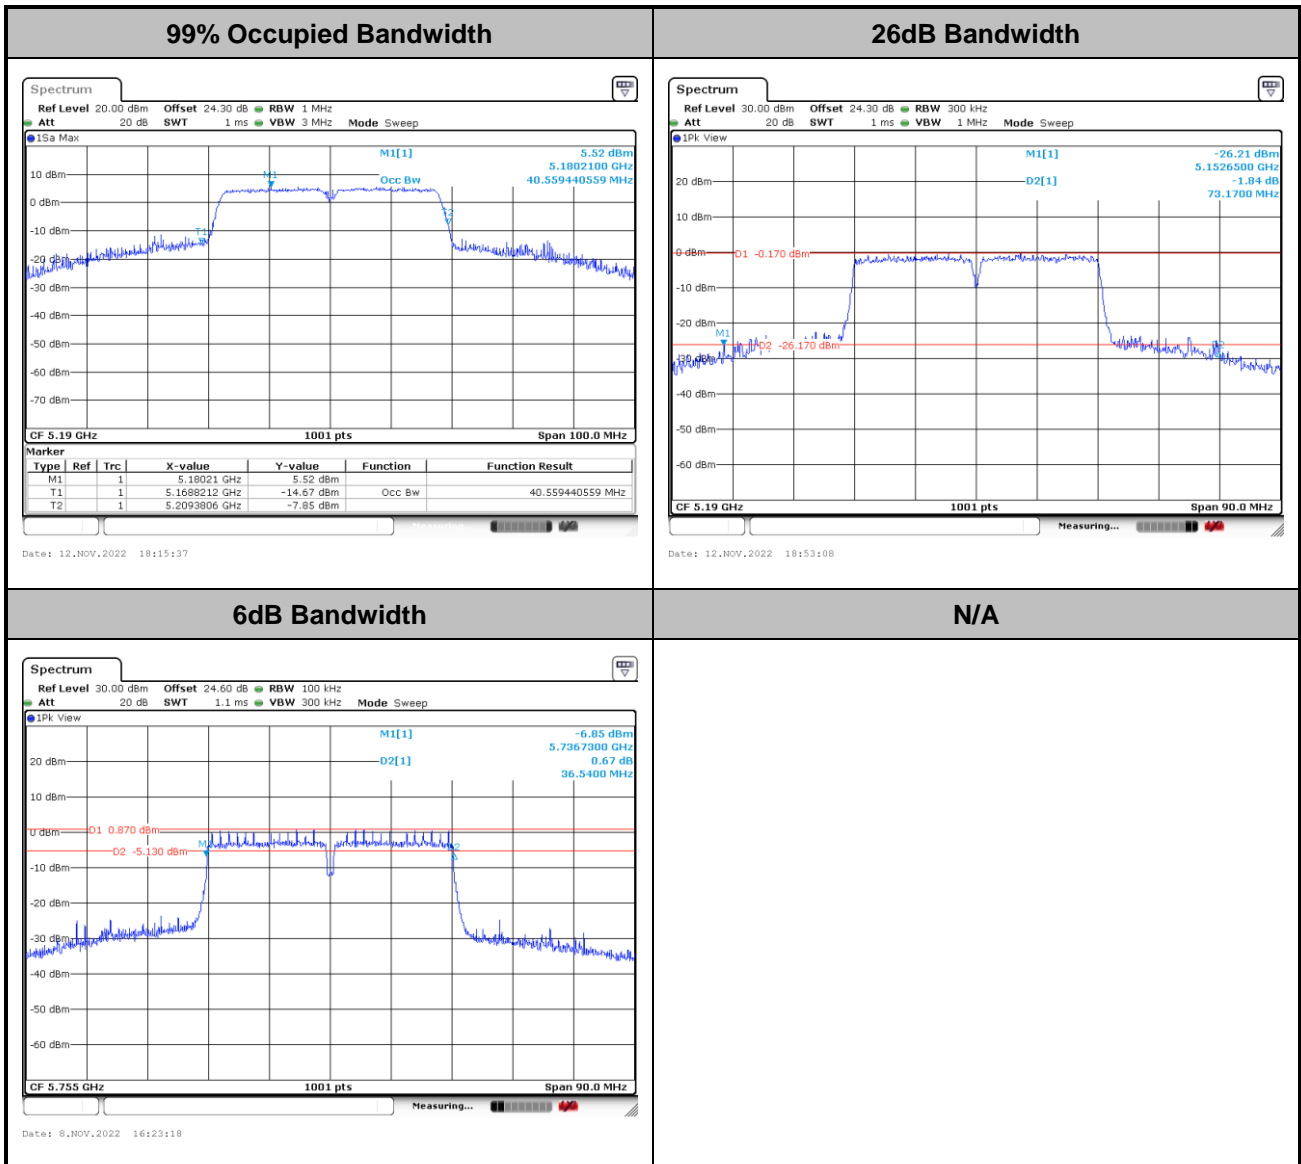 99% Occupied Bandwidth
26dB Bandwidth
Spectrum
Ref Level 20.00 dBm Offset 24.30 dB RBW 1 MHz
Att 20 dB SWT 1 ms VBW 3 MHz Mode Sweep
1Sa Max
M1[1] 5.52 dBm
5.1802100 GHz
Occ Bw 40.559440559 MHz
M1
T1
T2
10 dBm
0 dBm
-10 dBm
-20 dBm
-30 dBm
-40 dBm
-50 dBm
-60 dBm
-70 dBm
CF 5.19 GHz 1001 pts Span 100.0 MHz
Marker
Type Ref Trc X-value Y-value Function Function Result
M1 1 5.18021 GHz 5.52 dBm
T1 1 5.1688212 GHz -14.67 dBm Occ Bw 40.559440559 MHz
T2 1 5.2093806 GHz -7.85 dBm
Measuring...
Date: 12.NOV.2022 18:15:37
Spectrum
Ref Level 30.00 dBm Offset 24.30 dB RBW 300 kHz
Att 20 dB SWT 1 ms VBW 1 MHz Mode Sweep
1Pk View
M1[1] -26.21 dBm
5.1526500 GHz
D2[1] -1.84 dB
73.1700 MHz
20 dBm
10 dBm
0 dBm
D1 -0.170 dBm
-10 dBm
-20 dBm
M1
D2 -26.170 dBm
-30 dBm
-40 dBm
-50 dBm
-60 dBm
CF 5.19 GHz 1001 pts Span 90.0 MHz
Measuring...
Date: 12.NOV.2022 18:53:08
6dB Bandwidth
N/A
Spectrum
Ref Level 30.00 dBm Offset 24.60 dB RBW 100 kHz
Att 20 dB SWT 1.1 ms VBW 300 kHz Mode Sweep
1Pk View
M1[1] -6.85 dBm
5.7367300 GHz
D2[1] 0.67 dB
36.5400 MHz
20 dBm
10 dBm
0 dBm
D1 0.870 dBm
D2 -5.130 dBm
-10 dBm
-20 dBm
-30 dBm
-40 dBm
-50 dBm
-60 dBm
CF 5.755 GHz 1001 pts Span 90.0 MHz
Measuring...
Date: 8.NOV.2022 16:23:18